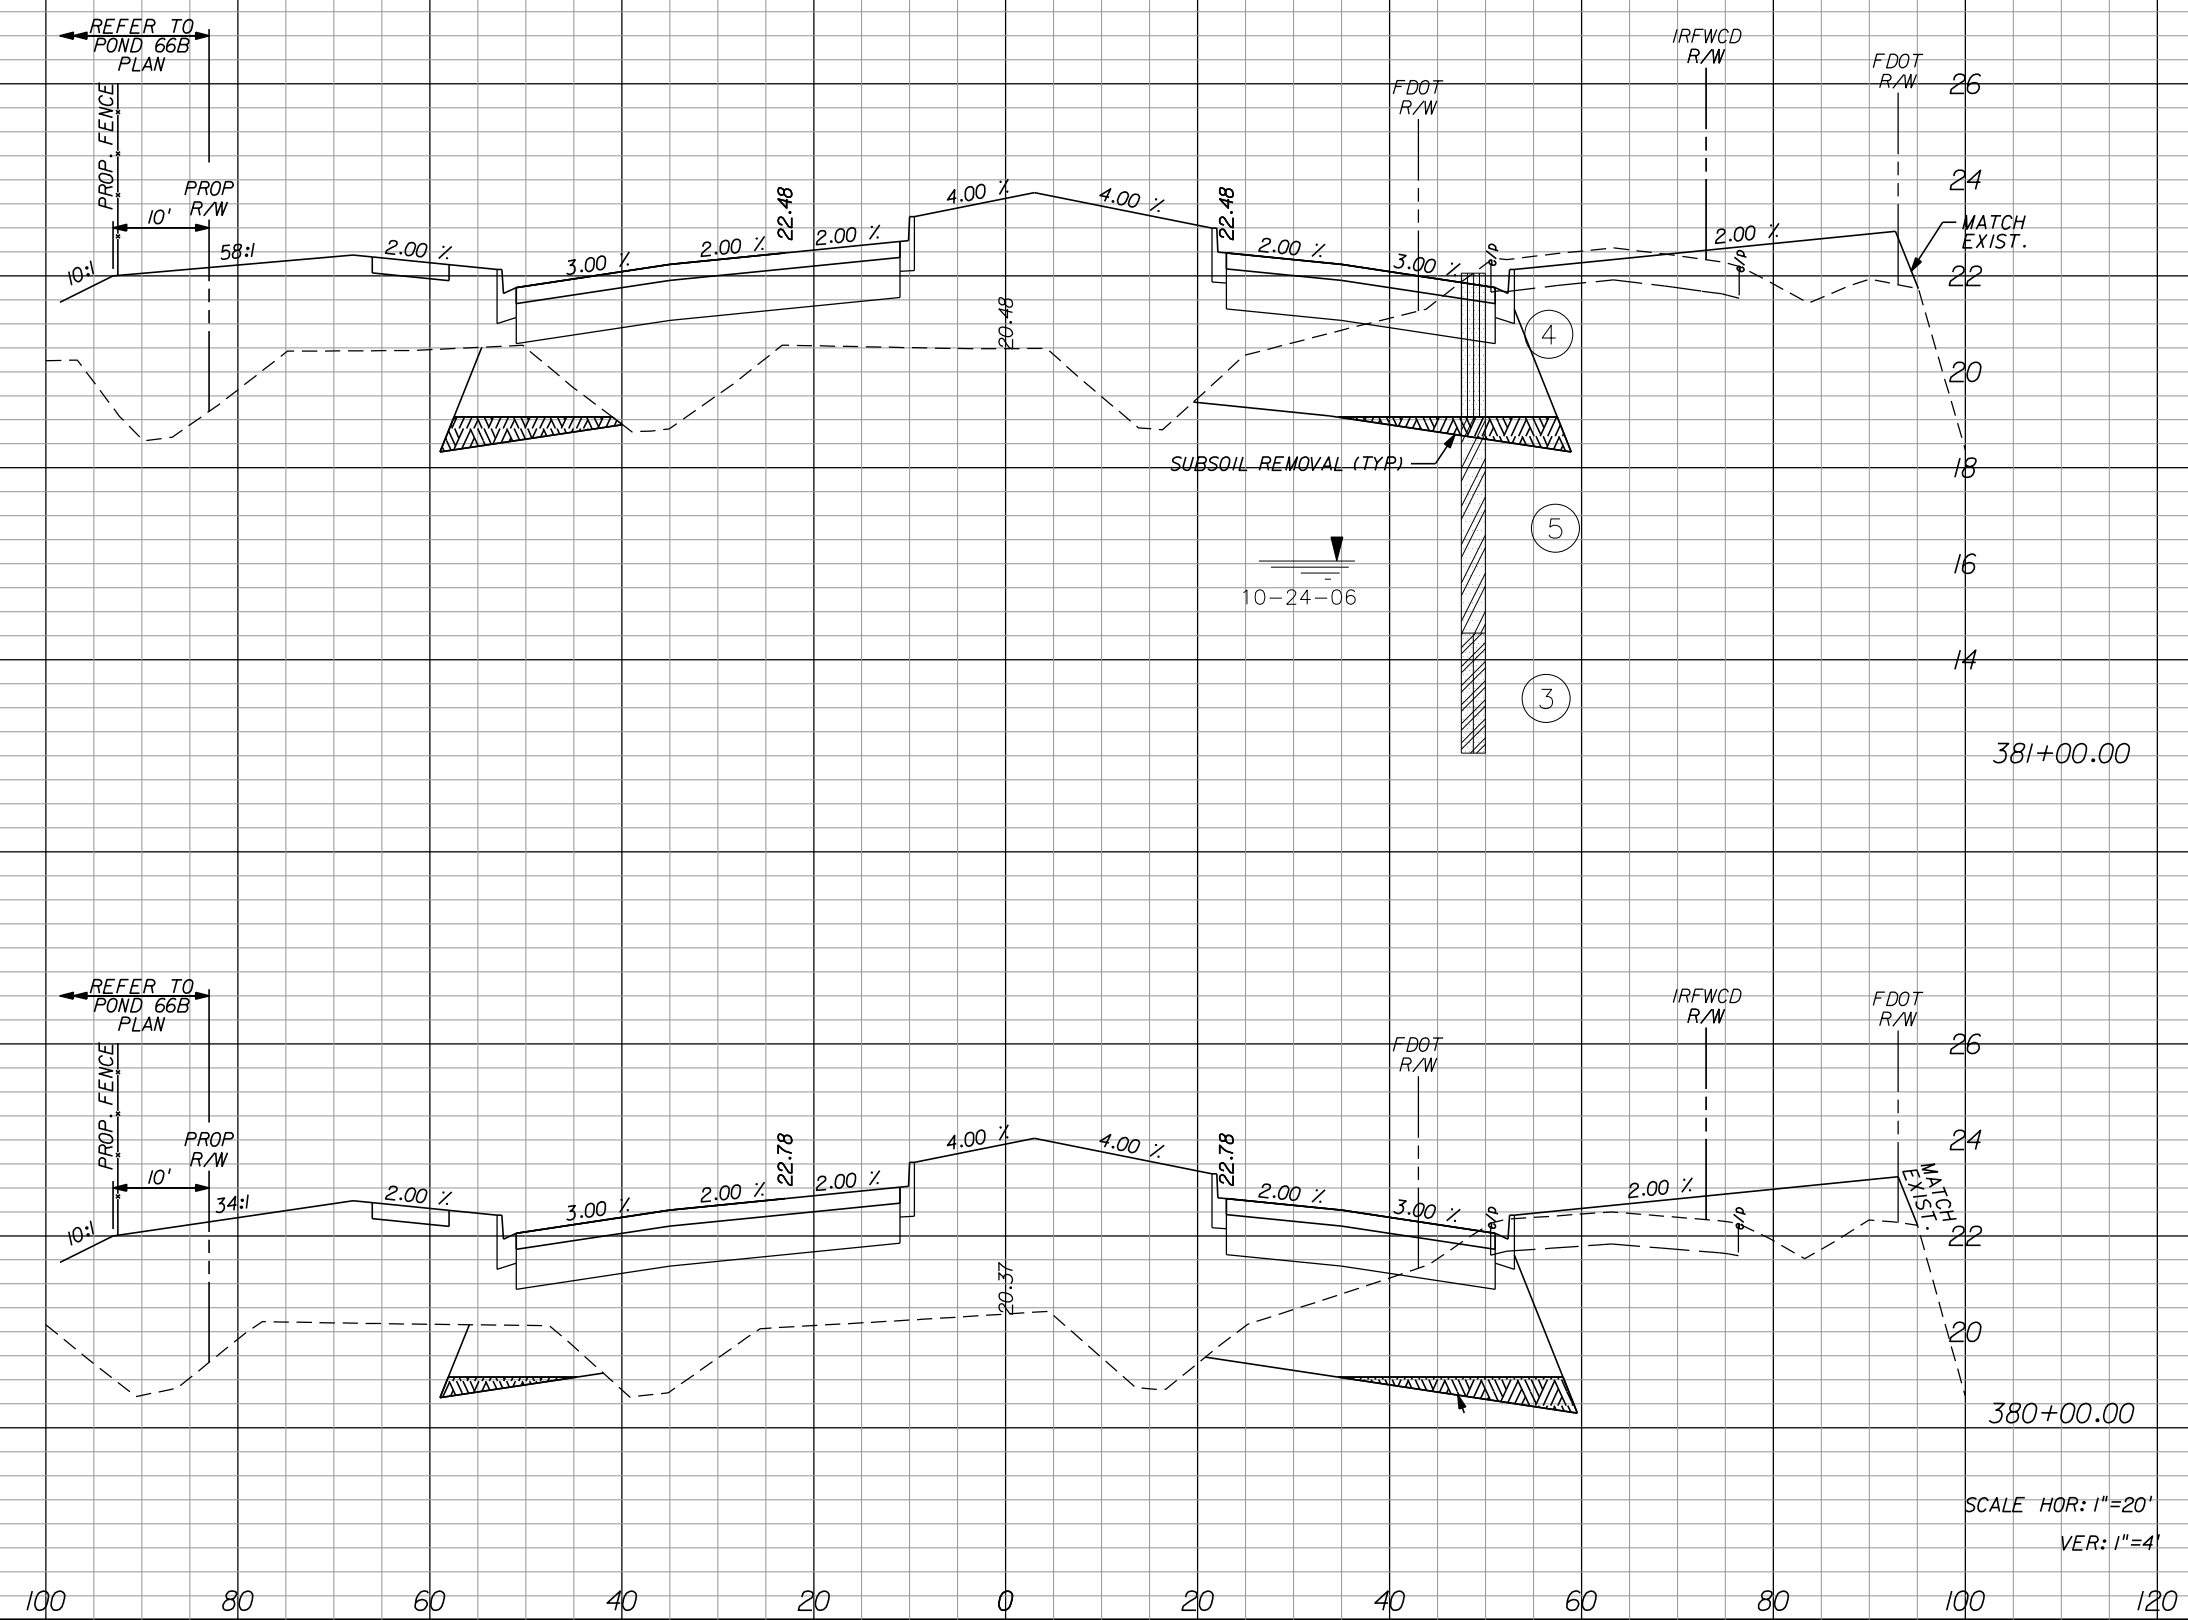 REFER TO
POND 66B
PLAN
PROP. FENCE
PROP
R/W
10'
10:1
58:1
2.00 %
3.00 %
2.00 %
22.48
2.00 %
4.00 %
4.00 %
22.48
2.00 %
3.00 %
FDOT
R/W
e/p
IRFWCD
R/W
2.00 %
e/p
FDOT
R/W
MATCH
EXIST.
26
24
22
20
18
16
14
20.48
SUBSOIL REMOVAL (TYP)
4
5
3
10-24-06
381+00.00
REFER TO
POND 66B
PLAN
PROP. FENCE
PROP
R/W
10'
10:1
34:1
2.00 %
3.00 %
2.00 %
22.78
2.00 %
4.00 %
4.00 %
22.78
2.00 %
3.00 %
FDOT
R/W
e/p
IRFWCD
R/W
2.00 %
e/p
FDOT
R/W
MATCH
EXIST.
26
24
22
20
20.37
380+00.00
SCALE HOR: 1"=20'
VER: 1"=4'
100 80 60 40 20 0 20 40 60 80 100 120